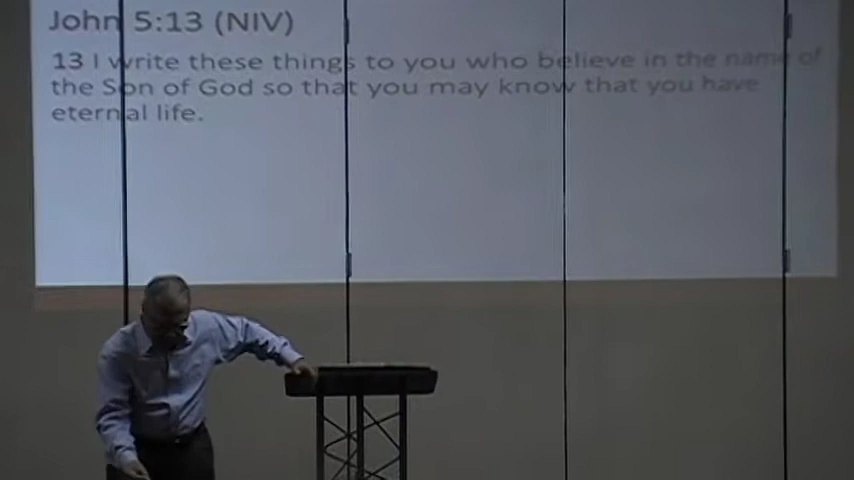 John 5:13 (NIV)
13 I write these things to you who believe in the name of
the Son of God so that you may know that you have
eternal life.